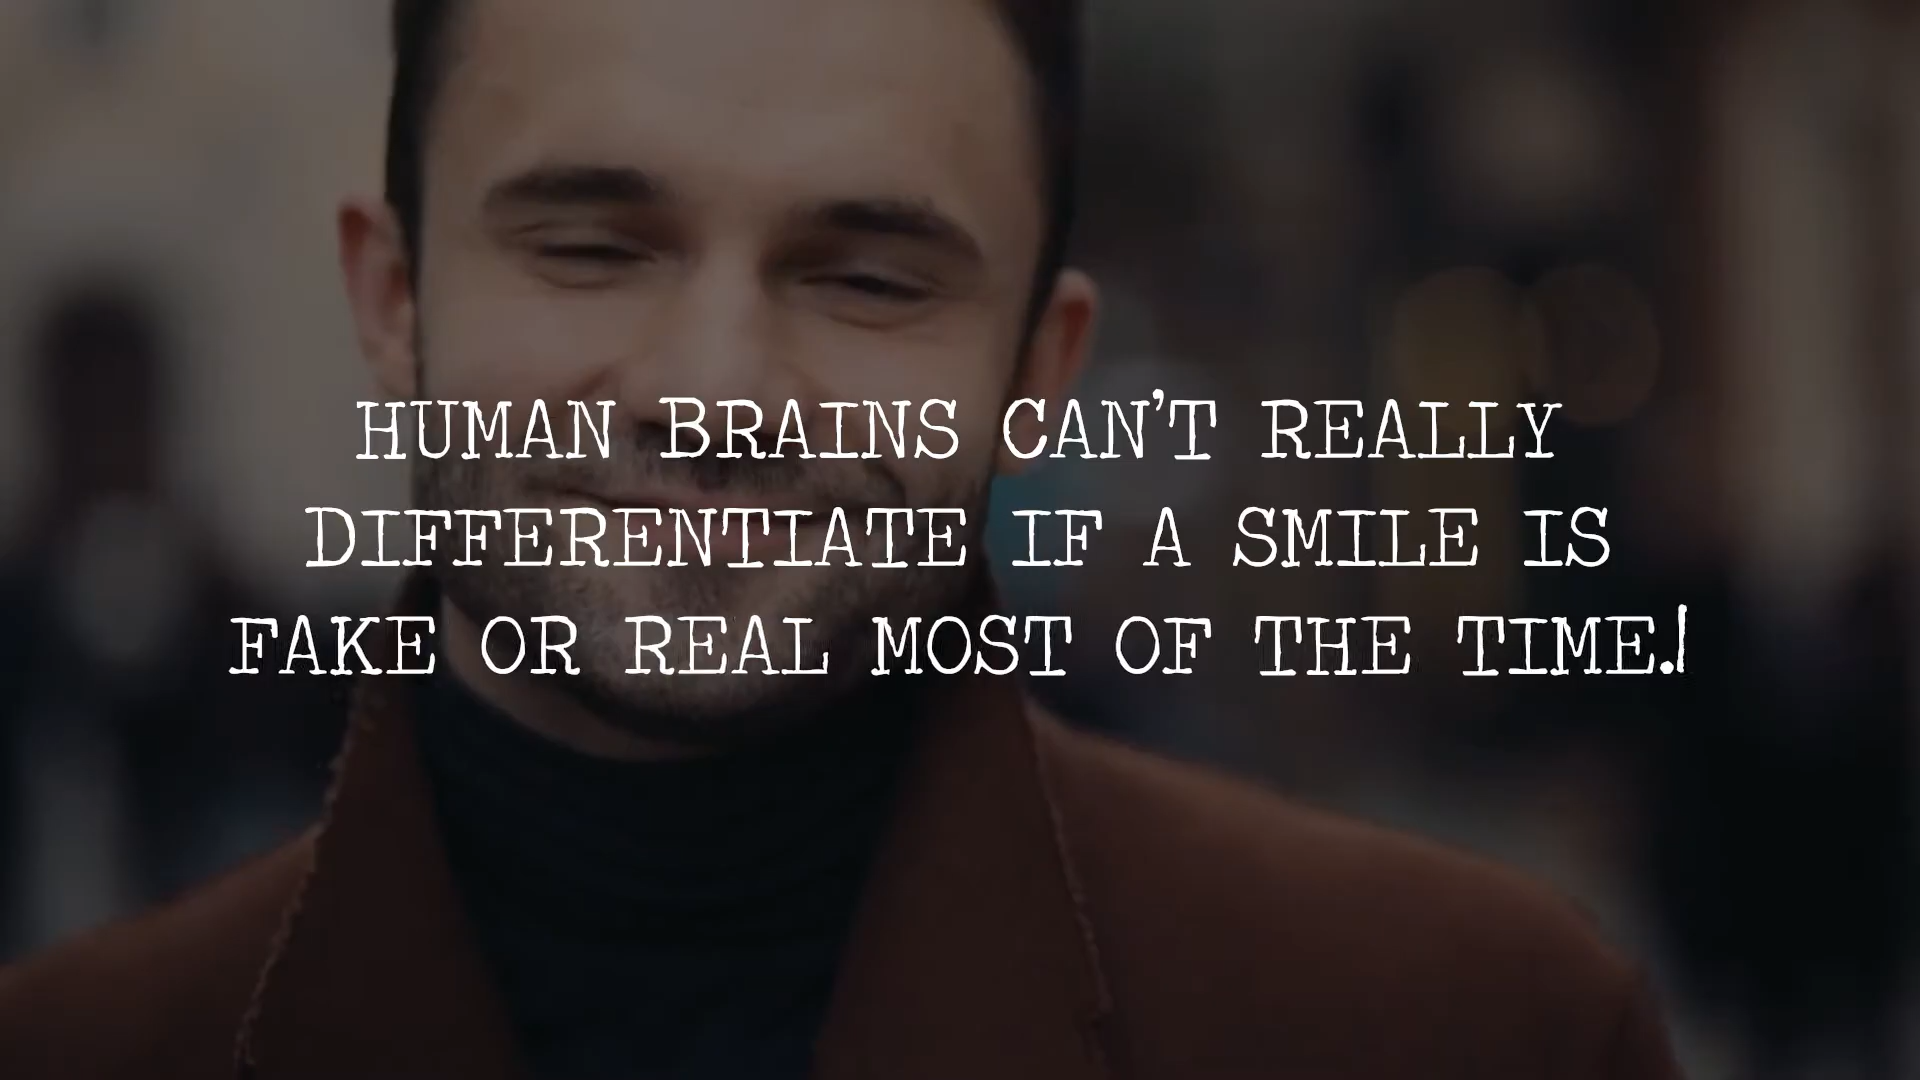 HUMAN BRAINS CAN'T REALLY
DIFFERENTIATE IF A SMILE IS
FAKE OR REAL MOST OF THE TIME.